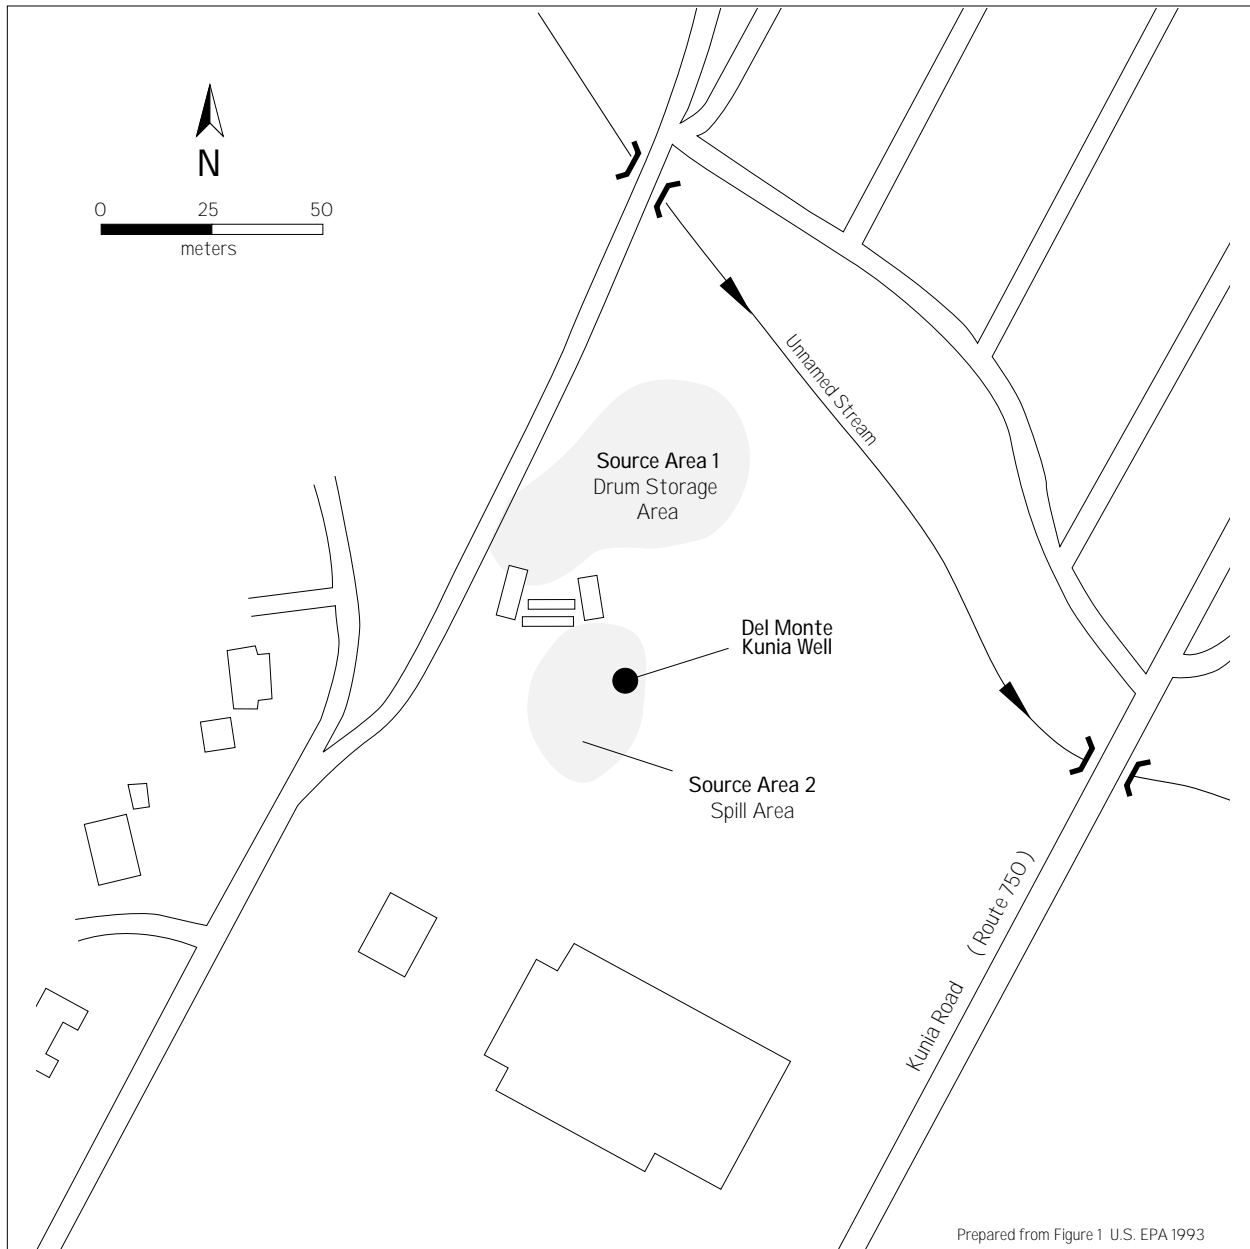 N
0 25 50
meters
Unnamed Stream
Source Area 1
Drum Storage
Area
Del Monte
Kunia Well
Source Area 2
Spill Area
Kunia Road (Route 750)
Prepared from Figure 1 U.S. EPA 1993